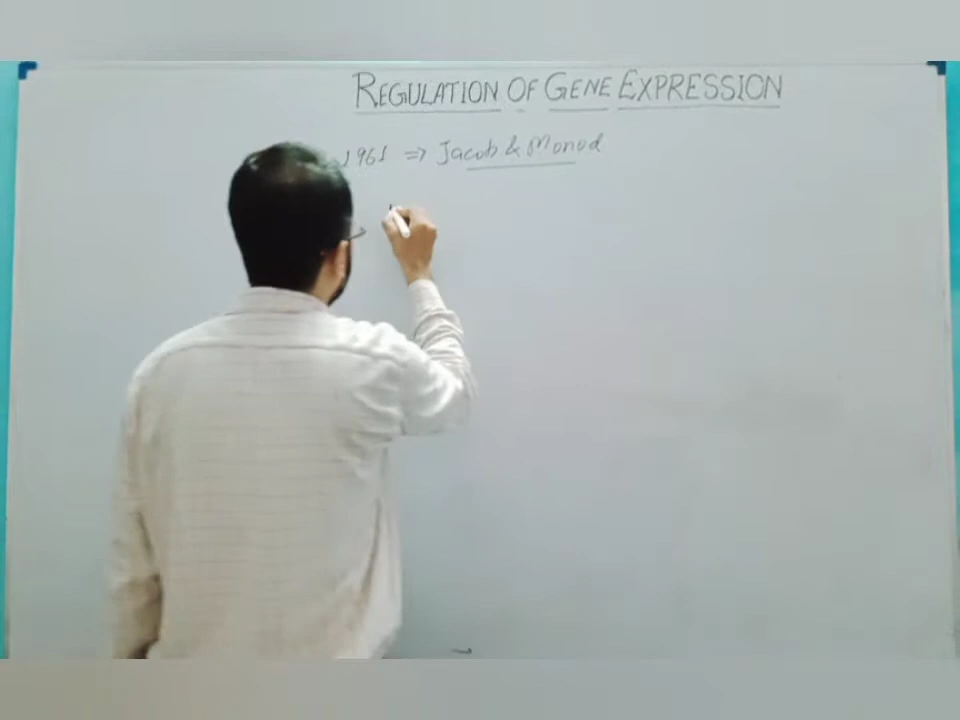 REGULATION OF GENE EXPRESSION
1961 => Jacob & Monod